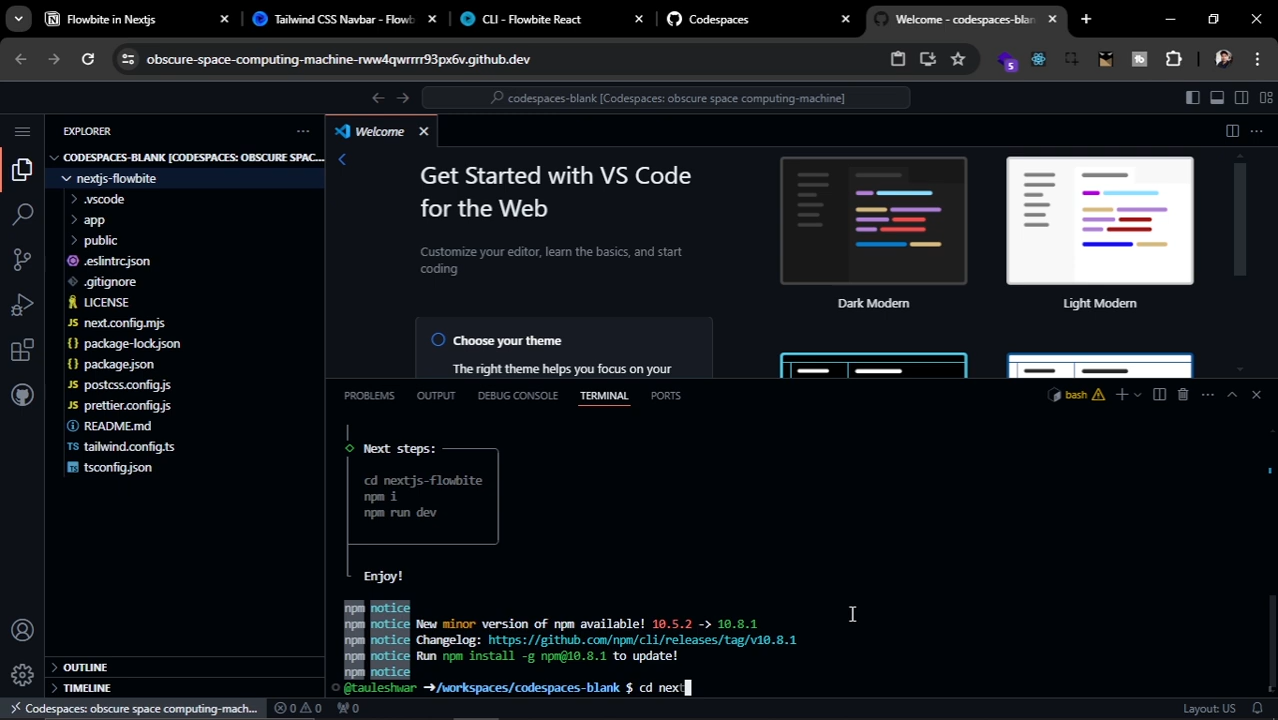 Flowbite in Nextjs
Tailwind CSS Navbar - Flowb
CLI - Flowbite React
Codespaces
Welcome - codespaces-blan
obscure-space-computing-machine-rww4qwrrrr93px6v.github.dev
codespaces-blank [Codespaces: obscure space computing-machine]
EXPLORER
Welcome
CODESPACES-BLANK [CODESPACES: OBSCURE SPAC...
nextjs-flowbite
.vscode
app
public
.eslintrc.json
.gitignore
LICENSE
next.config.mjs
package-lock.json
package.json
postcss.config.js
prettier.config.js
README.md
tailwind.config.ts
tsconfig.json
OUTLINE
TIMELINE
Get Started with VS Code
for the Web
Customize your editor, learn the basics, and start
coding
Choose your theme
The right theme helps you focus on your
Dark Modern
Light Modern
PROBLEMS
OUTPUT
DEBUG CONSOLE
TERMINAL
PORTS
bash
Next steps:
cd nextjs-flowbite
npm i
npm run dev
Enjoy!
npm notice
npm notice New minor version of npm available! 10.5.2 -> 10.8.1
npm notice Changelog: https://github.com/npm/cli/releases/tag/v10.8.1
npm notice Run npm install -g npm@10.8.1 to update!
npm notice
@tauleshwar ➜/workspaces/codespaces-blank $ cd next
Codespaces: obscure space computing-mach...
0
0
0
Layout: US